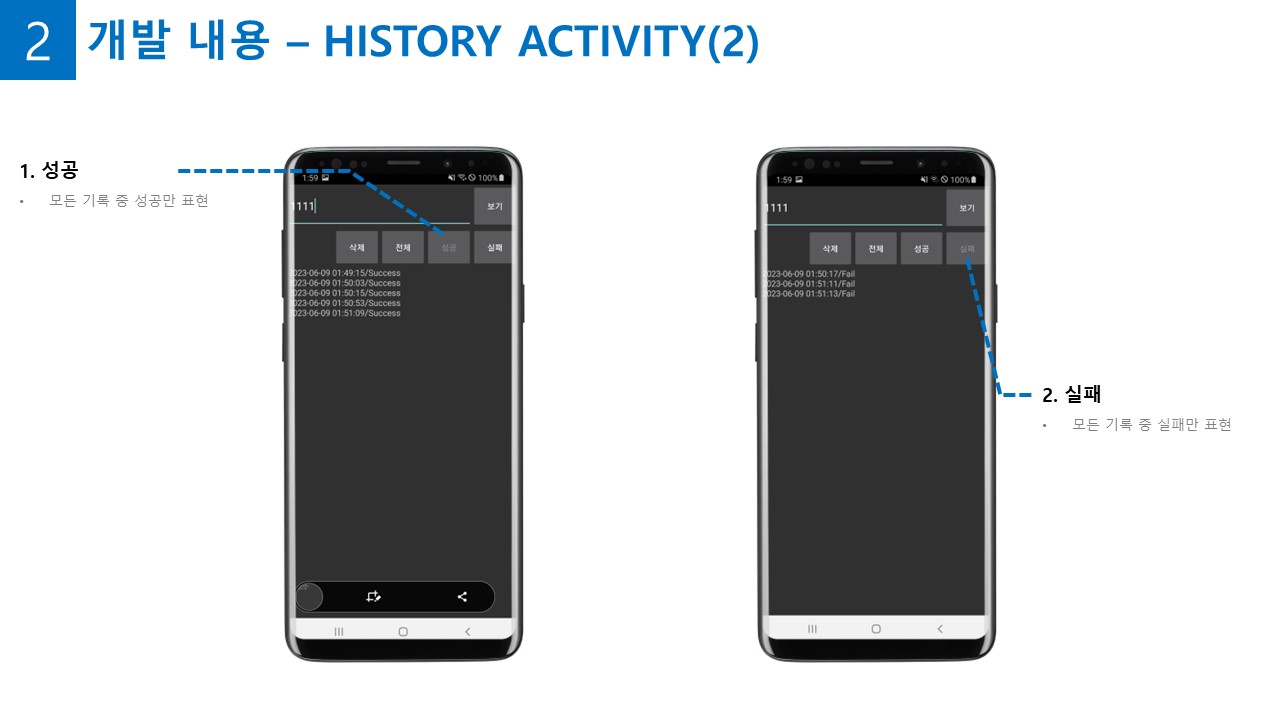 2
개발 내용 – HISTORY ACTIVITY(2)
1. 성공
• 모든 기록 중 성공만 표현
1:59 100%
1111
보기
삭제 전체 성공 실패
2023-06-09 01:49:15/Success
2023-06-09 01:50:03/Success
2023-06-09 01:50:15/Success
2023-06-09 01:50:53/Success
2023-06-09 01:51:09/Success
1:59 100%
1111
보기
삭제 전체 성공 실패
2023-06-09 01:50:17/Fail
2023-06-09 01:51:11/Fail
2023-06-09 01:51:13/Fail
2. 실패
• 모든 기록 중 실패만 표현